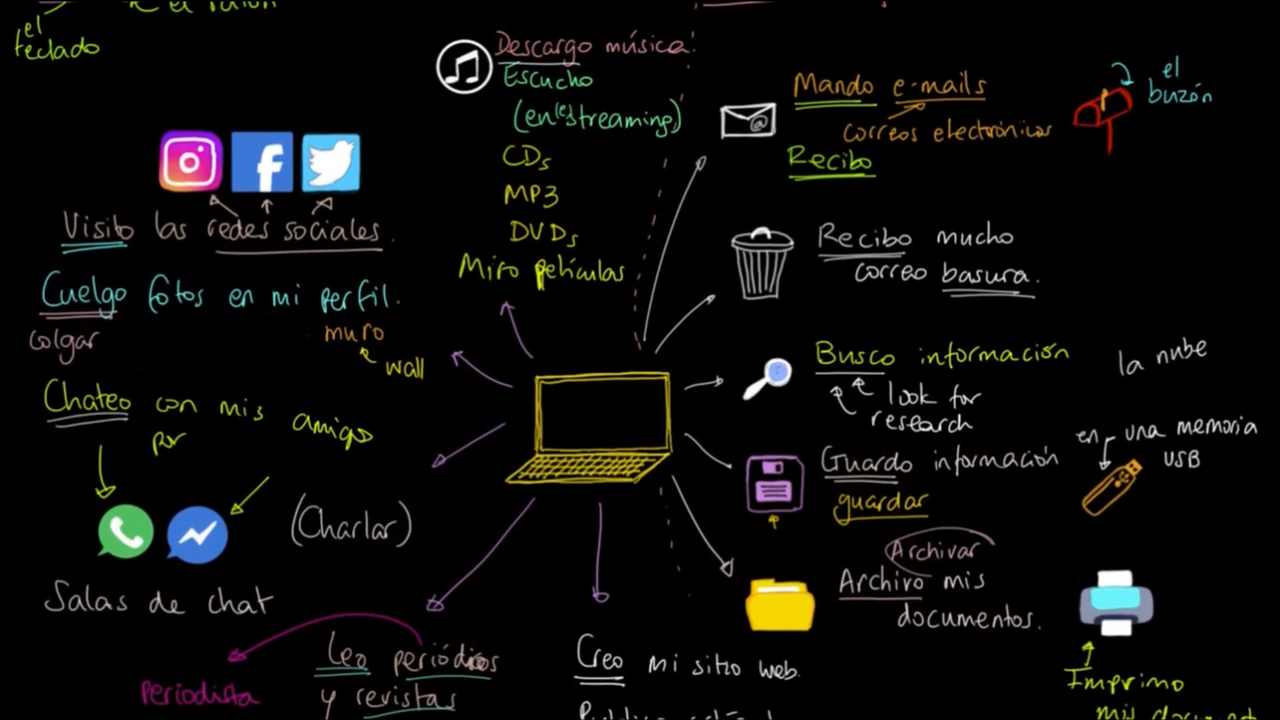 el
teclado
el ratón
Descargo música.
Escucho
(en (el) streaming)
CDs
MP3
DVDs
Miro películas
Visito las redes sociales.
Cuelgo fotos en mi perfil.
colgar
muro
wall
Chateo con mis amigos
por
(Charlar)
Salas de chat
Leo periódicos
y revistas
Periodista
Creo mi sitio web.
Mando e-mails
correos electrónicos
Recibo
el
buzón
@
Recibo mucho
correo basura.
Busco información
look for
research
la nube
Guardo información
guardar
en una memoria
USB
Archivar
Archivo mis
documentos.
Imprimo
mis